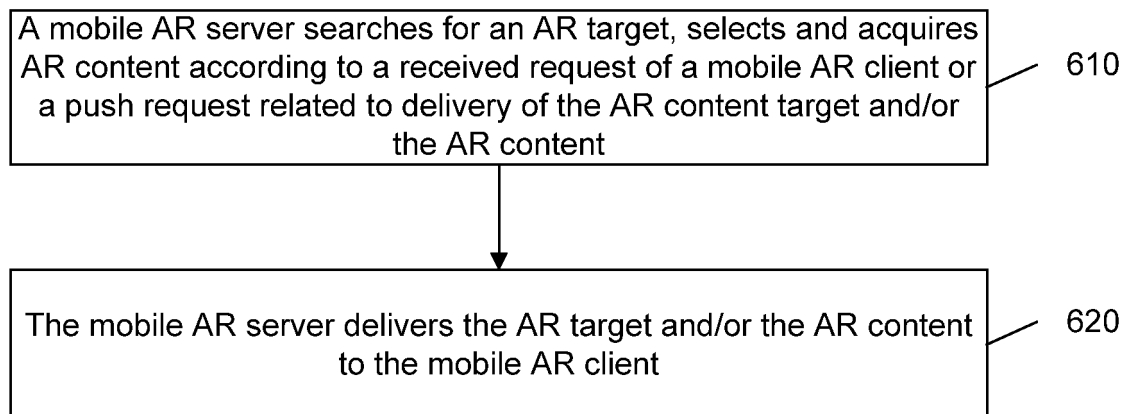 A mobile AR server searches for an AR target, selects and acquires
AR content according to a received request of a mobile AR client or
a push request related to delivery of the AR content target and/or
the AR content
610
The mobile AR server delivers the AR target and/or the AR content
to the mobile AR client
620